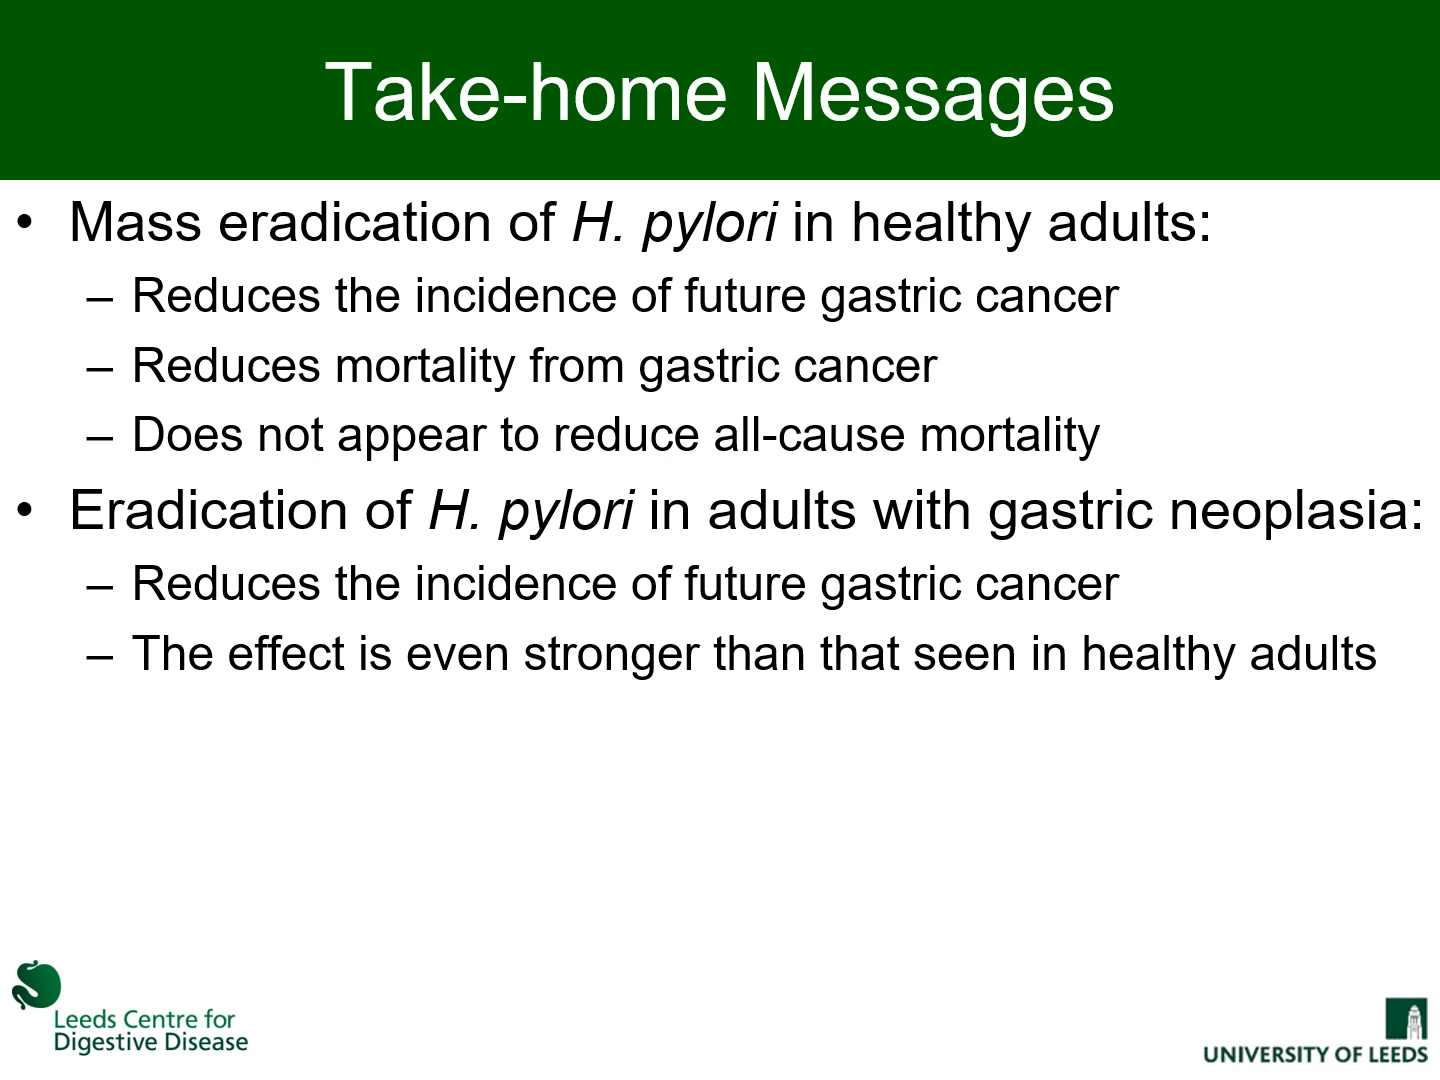 Take-home Messages
• Mass eradication of H. pylori in healthy adults:
– Reduces the incidence of future gastric cancer
– Reduces mortality from gastric cancer
– Does not appear to reduce all-cause mortality
• Eradication of H. pylori in adults with gastric neoplasia:
– Reduces the incidence of future gastric cancer
– The effect is even stronger than that seen in healthy adults
Leeds Centre for
Digestive Disease
UNIVERSITY OF LEEDS